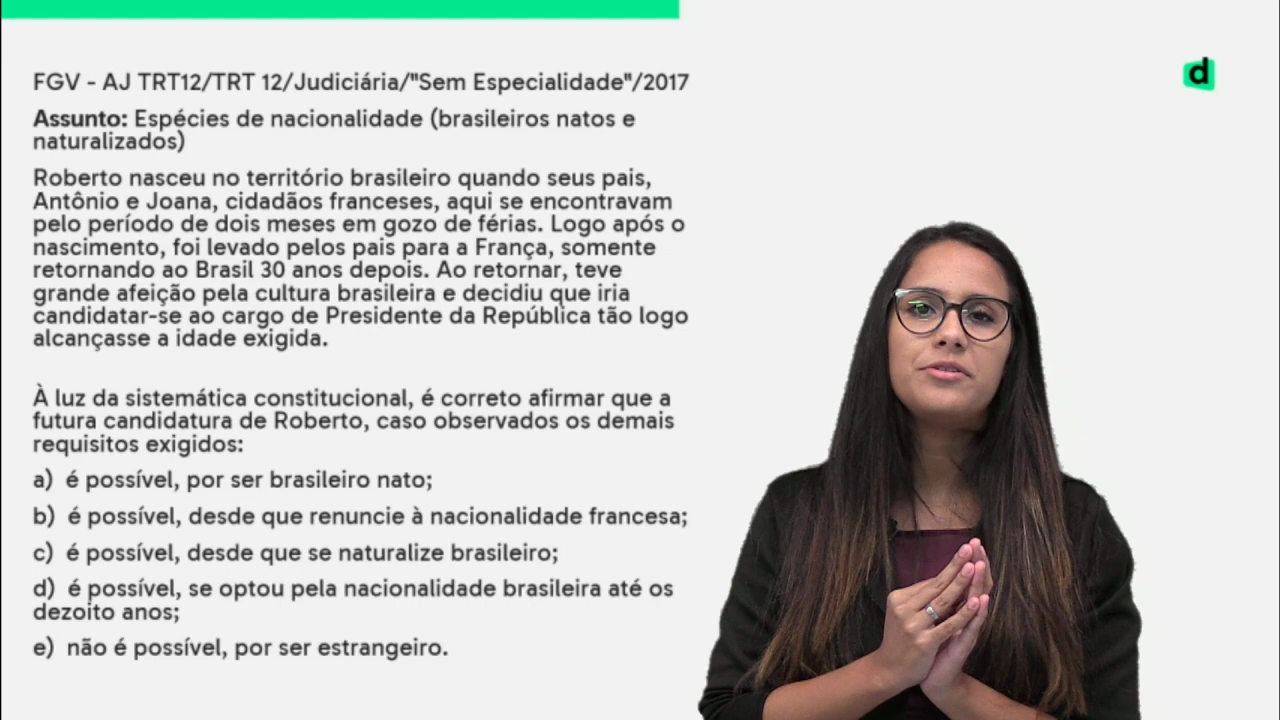 FGV - AJ TRT12/TRT 12/Judiciária/"Sem Especialidade"/2017
d
Assunto: Espécies de nacionalidade (brasileiros natos e
naturalizados)
Roberto nasceu no território brasileiro quando seus pais,
Antônio e Joana, cidadãos franceses, aqui se encontravam
pelo período de dois meses em gozo de férias. Logo após o
nascimento, foi levado pelos pais para a França, somente
retornando ao Brasil 30 anos depois. Ao retornar, teve
grande afeição pela cultura brasileira e decidiu que iria
candidatar-se ao cargo de Presidente da República tão logo
alcançasse a idade exigida.
À luz da sistemática constitucional, é correto afirmar que a
futura candidatura de Roberto, caso observados os demais
requisitos exigidos:
a) é possível, por ser brasileiro nato;
b) é possível, desde que renuncie à nacionalidade francesa;
c) é possível, desde que se naturalize brasileiro;
d) é possível, se optou pela nacionalidade brasileira até os
dezoito anos;
e) não é possível, por ser estrangeiro.